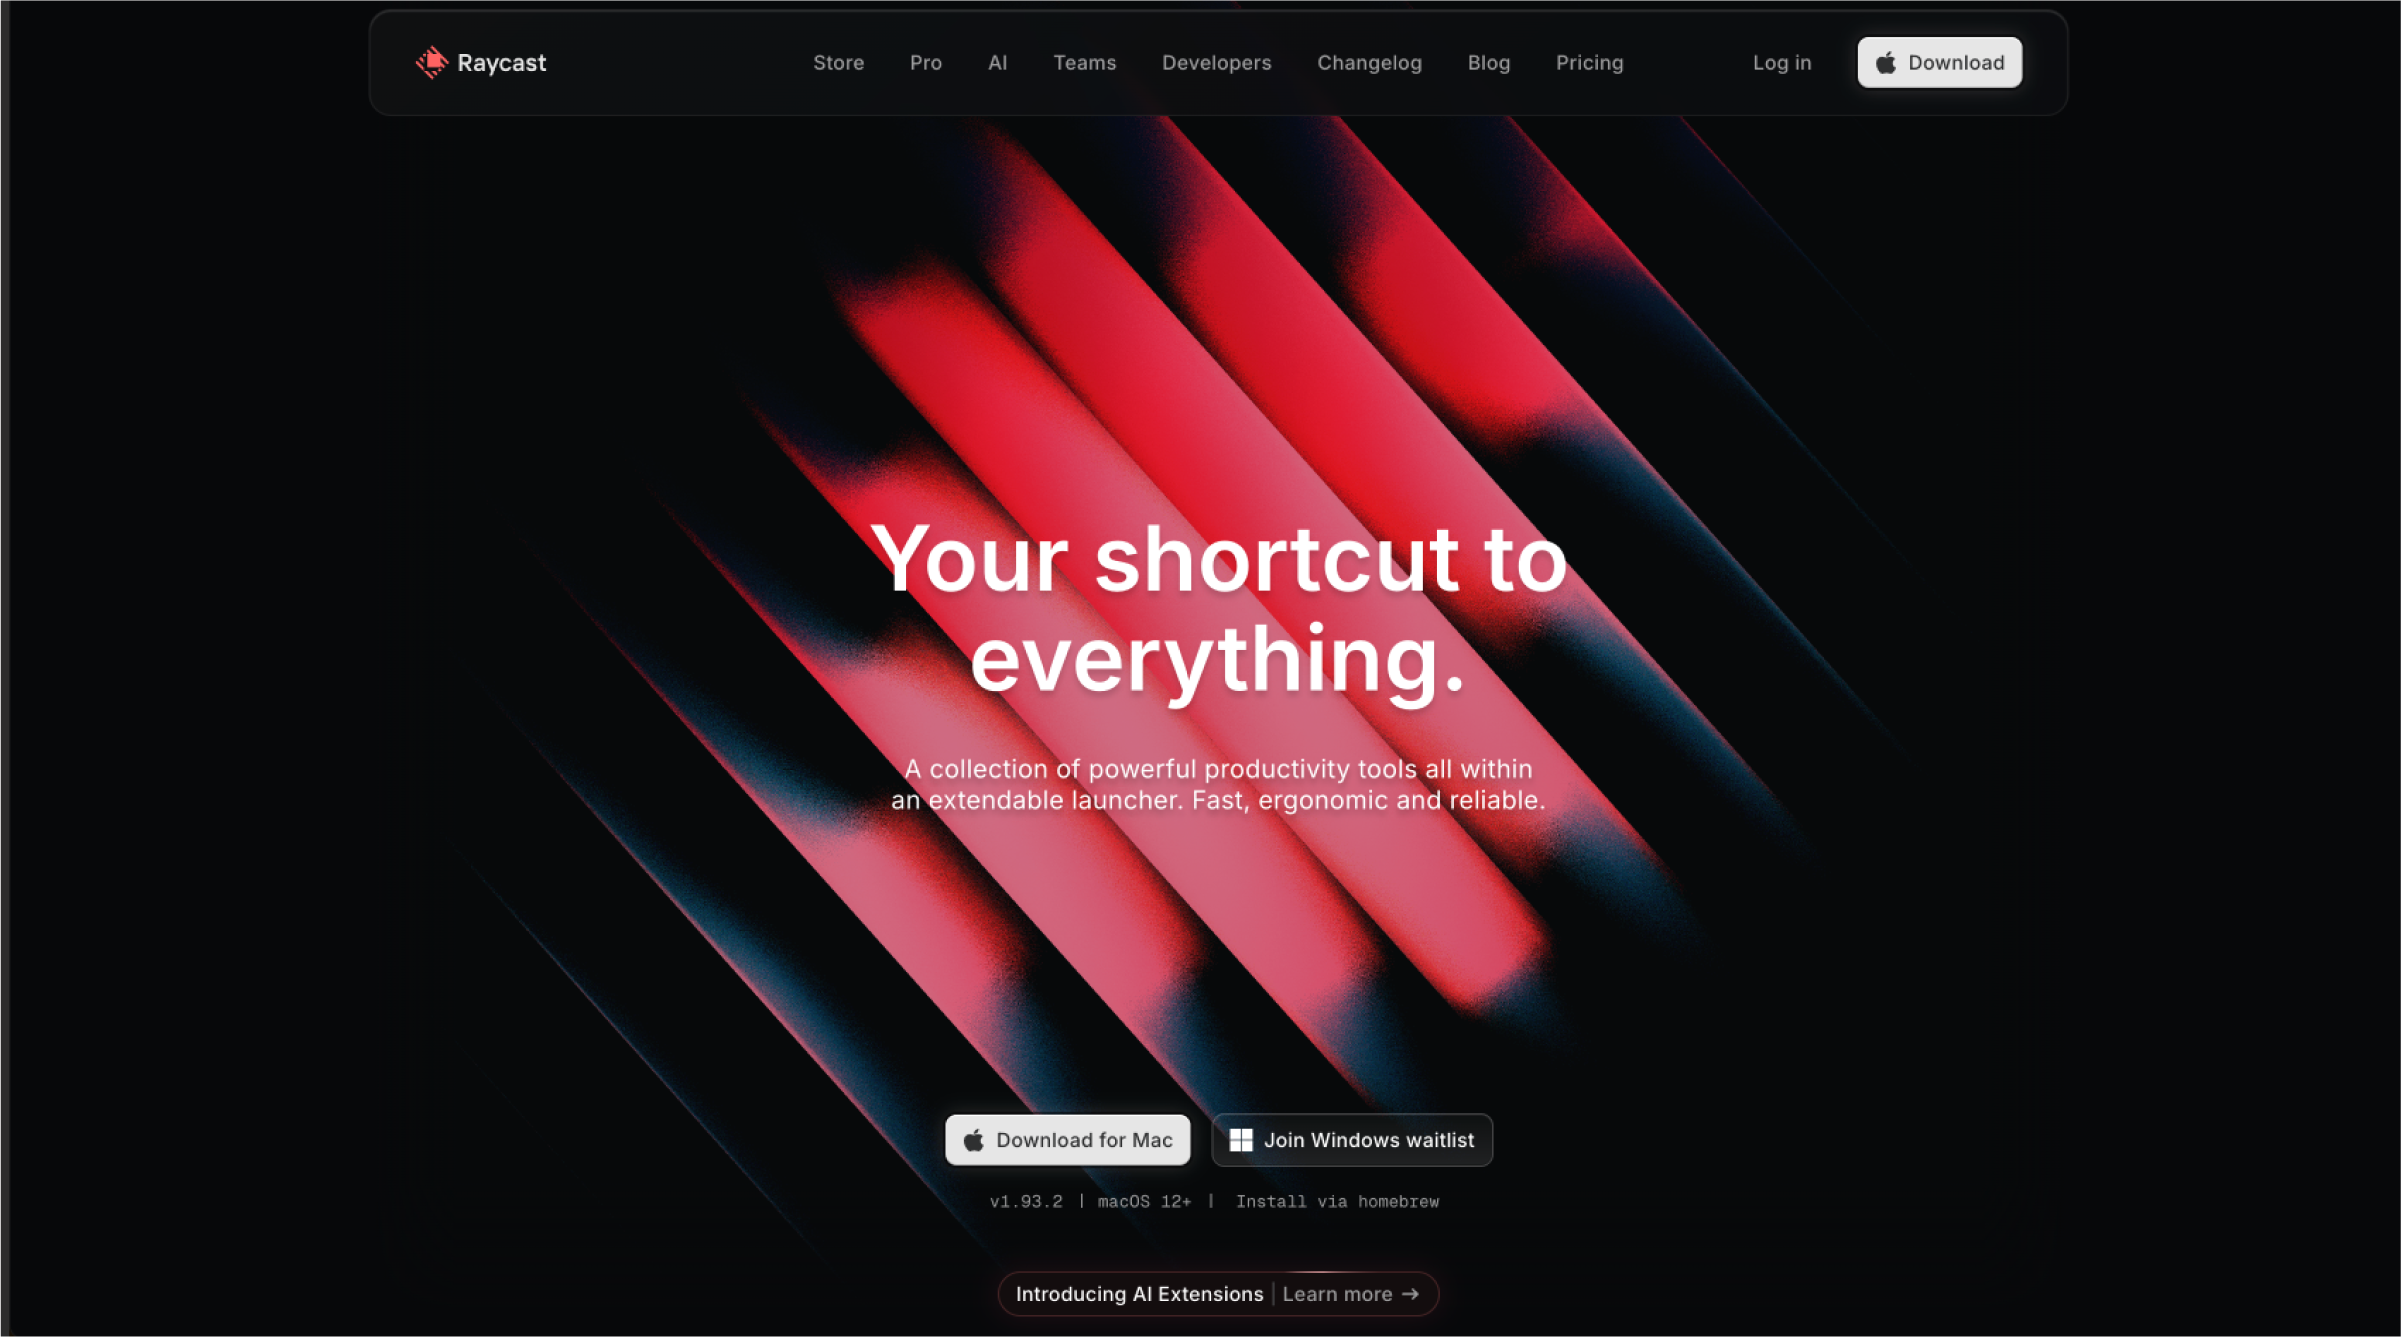 Raycast
Store Pro AI Teams Developers Changelog Blog Pricing
Log in
Download
Your shortcut to
everything.
A collection of powerful productivity tools all within
an extendable launcher. Fast, ergonomic and reliable.
Download for Mac
Join Windows waitlist
v1.93.2 | macOS 12+ | Install via homebrew
Introducing AI Extensions | Learn more →